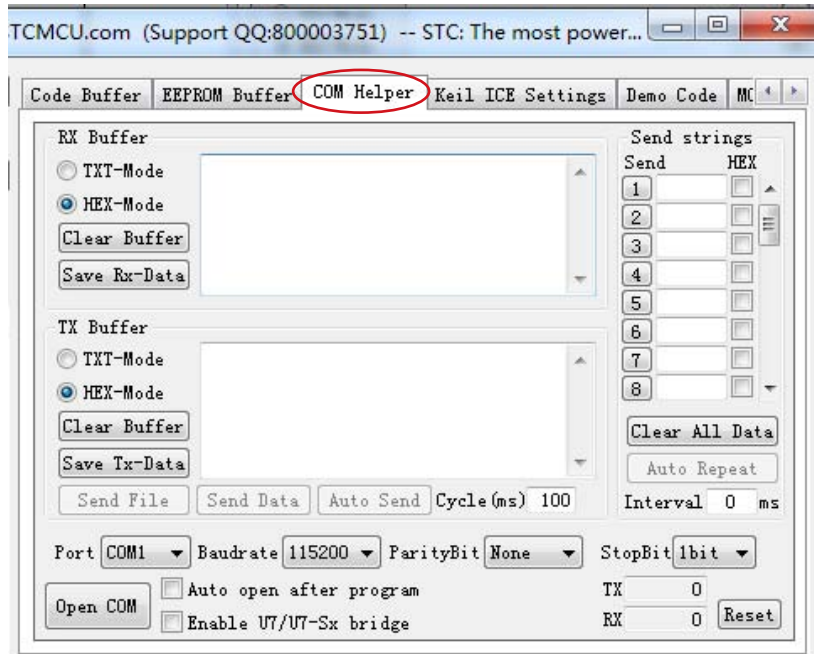 TCMCU.com (Support QQ:800003751) -- STC: The most power...
Code Buffer EEPROM Buffer COM Helper Keil ICE Settings Demo Code
RX Buffer
TXT-Mode
HEX-Mode
Clear Buffer
Save Rx-Data
TX Buffer
TXT-Mode
HEX-Mode
Clear Buffer
Save Tx-Data
Send File Send Data Auto Send Cycle(ms) 100
Send strings
Send HEX
1
2
3
4
5
6
7
8
Clear All Data
Auto Repeat
Interval 0 ms
Port COM1 Baudrate 115200 ParityBit None StopBit 1bit
Open COM
Auto open after program
Enable U7/U7-Sx bridge
TX 0
RX 0
Reset